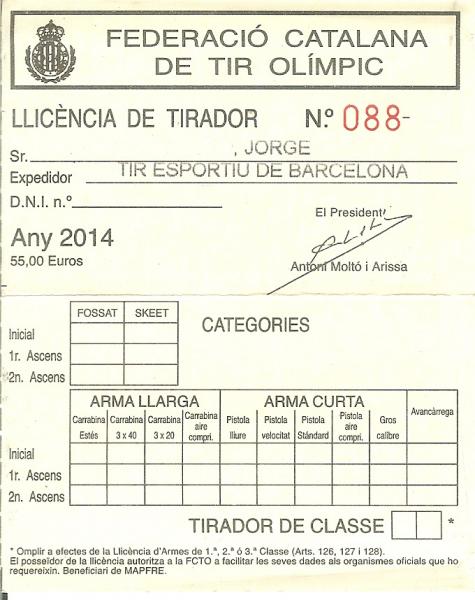 FEDERACIÓ CATALANA
DE TIR OLÍMPIC
LLICÈNCIA DE TIRADOR N.º 088-
Sr. , JORGE
Expedidor TIR ESPORTIU DE BARCELONA
D.N.I. n.º
El President
Any 2014
55,00 Euros
Antoni Moltó i Arissa
FOSSAT SKEET
CATEGORIES
Inicial
1r. Ascens
2n. Ascens
ARMA LLARGA ARMA CURTA Avancàrrega
Carrabina Estés Carrabina 3 x 40 Carrabina 3 x 20 Carrabina aire compri. Pistola lliure Pistola velocitat Pistola Stándard Pistola aire compri. Gros calibre
Inicial
1r. Ascens
2n. Ascens
TIRADOR DE CLASSE *
* Omplir a efectes de la Llicència d'Armes de 1.ª, 2.ª ó 3.ª Classe (Arts. 126, 127 i 128).
El posseïdor de la llicència autoritza a la FCTO a facilitar les seves dades als organismes oficials que ho
requereixin. Beneficiari de MAPFRE.